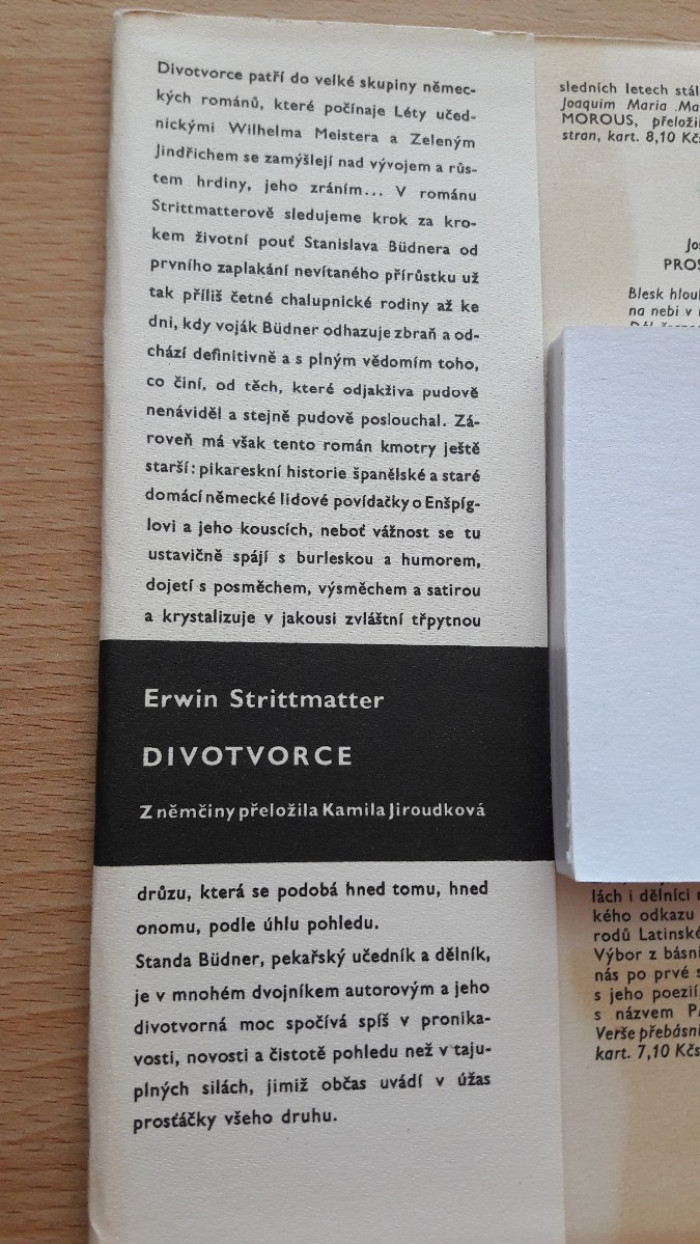 Divotvorce patří do velké skupiny němec-
kých románů, které počínaje Léty učed-
nickými Wilhelma Meistera a Zeleným
Jindřichem se zamýšlejí nad vývojem a růs-
tem hrdiny, jeho zráním... V románu
Strittmatterově sledujeme krok za kro-
kem životní pouť Stanislava Büdnera od
prvního zaplakání nevítaného přírůstku už
tak příliš četné chalupnické rodiny až ke
dni, kdy voják Büdner odhazuje zbraň a od-
chází definitivně a s plným vědomím toho,
co činí, od těch, které odjakživa pudově
nenáviděl a stejně pudově poslouchal. Zá-
roveň má však tento román kmotry ještě
starší: pikareskní historie španělské a staré
domácí německé lidové povídačky o Enšpíg-
lovi a jeho kouscích, neboť vážnost se tu
ustavičně spájí s burleskou a humorem,
dojetí s posměchem, výsměchem a satirou
a krystalizuje v jakousi zvláštní třpytnou
Erwin Strittmatter
DIVOTVORCE
Z němčiny přeložila Kamila Jiroudková
drůzu, která se podobá hned tomu, hned
onomu, podle úhlu pohledu.
Standa Büdner, pekařský učedník a dělník,
je v mnohém dvojníkem autorovým a jeho
divotvorná moc spočívá spíš v pronika-
vosti, novosti a čistotě pohledu než v taju-
plných silách, jimiž občas uvádí v úžas
prosťáčky všeho druhu.
sledních letech stál
Joaquim Maria Ma
MOROUS, přeloži
stran, kart. 8,10 Kč
Jo
PROS
Blesk hlou
na nebi v
lách i dělníci
kého odkazu
rodů Latinské
Výbor z básní
nás po prvé s
s jeho poezií
s názvem P
Verše přebásni
kart. 7,10 Kčs